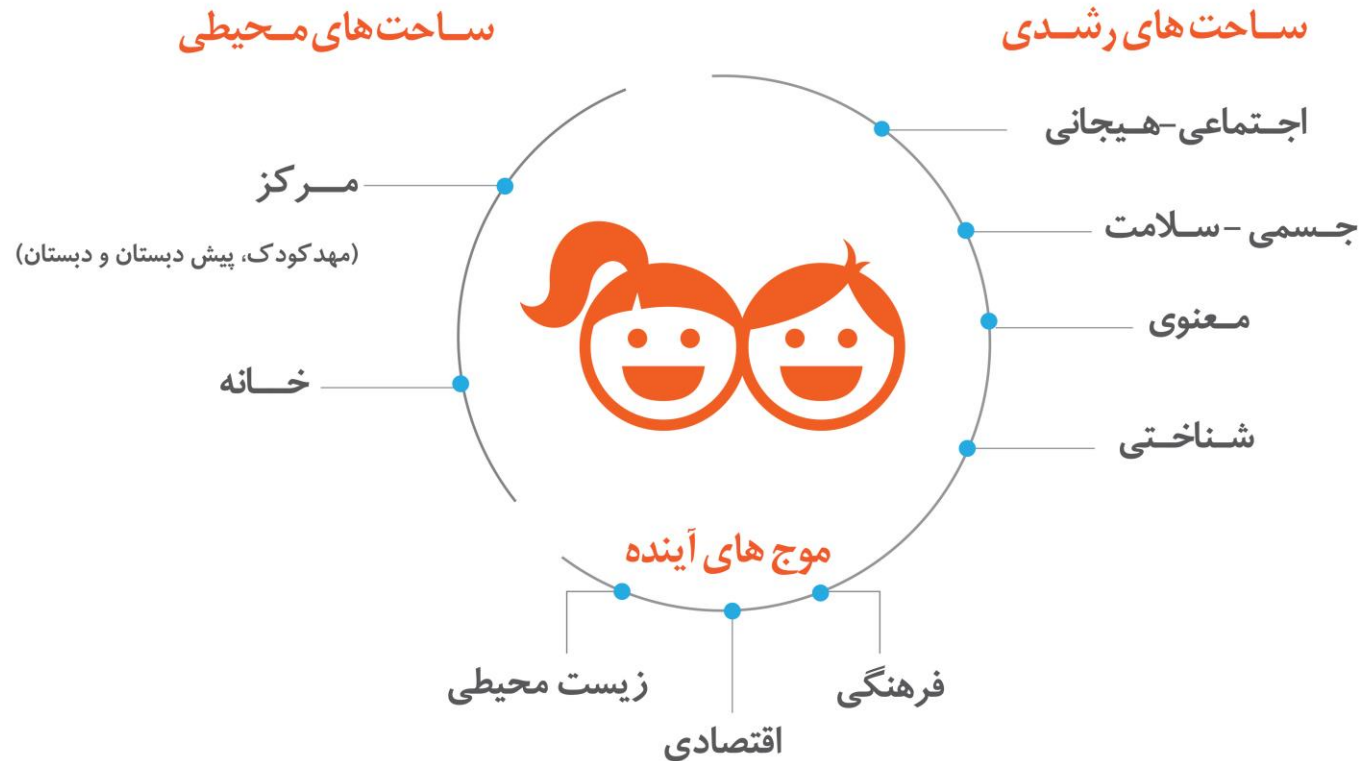 ساحت‌های رشدی
اجتماعی-هیجانی
جسمی - سلامت
معنوی
شناختی
ساحت‌های محیطی
مرکز
(مهدکودک، پیش دبستان و دبستان)
خانه
موج های آینده
فرهنگی
اقتصادی
زیست محیطی